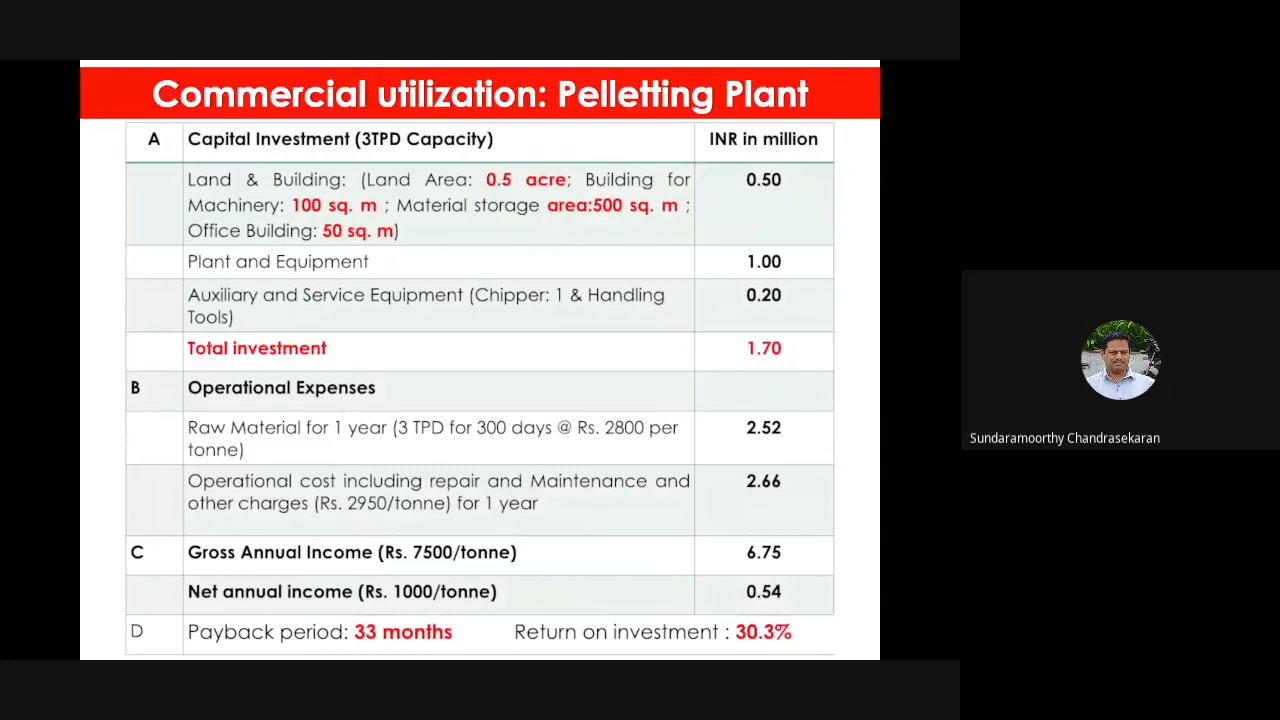 Commercial utilization: Pelletting Plant
A Capital Investment (3TPD Capacity) INR in million
Land & Building: (Land Area: 0.5 acre; Building for 0.50
Machinery: 100 sq. m ; Material storage area:500 sq. m ;
Office Building: 50 sq. m)
Plant and Equipment 1.00
Auxiliary and Service Equipment (Chipper: 1 & Handling 0.20
Tools)
Total investment 1.70
B Operational Expenses
Raw Material for 1 year (3 TPD for 300 days @ Rs. 2800 per 2.52
tonne)
Operational cost including repair and Maintenance and 2.66
other charges (Rs. 2950/tonne) for 1 year
C Gross Annual Income (Rs. 7500/tonne) 6.75
Net annual income (Rs. 1000/tonne) 0.54
D Payback period: 33 months Return on investment : 30.3%
Sundaramoorthy Chandrasekaran